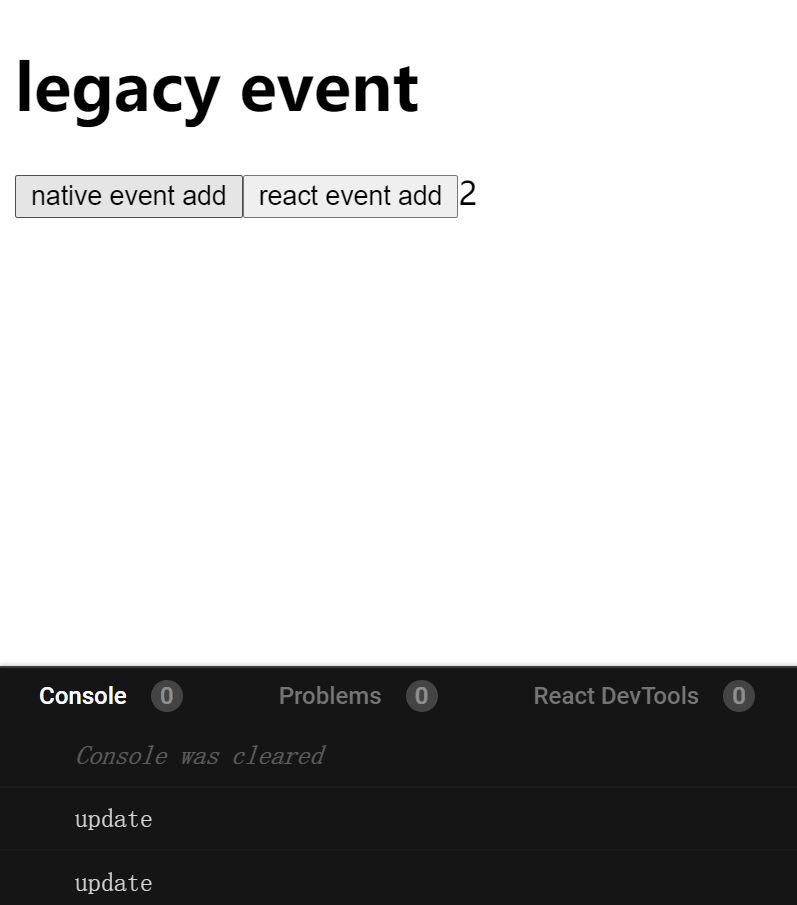 legacy event
native event add react event add 2
Console 0 Problems 0 React DevTools 0
Console was cleared
update
update